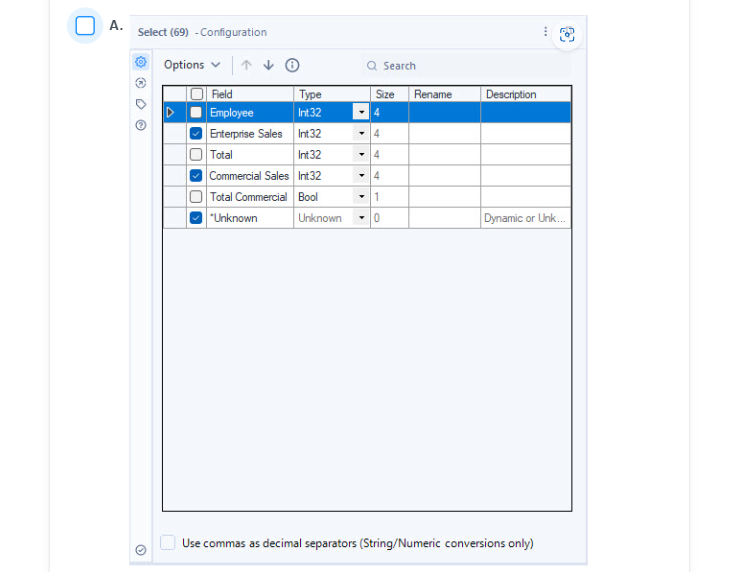 A.
Select (69) - Configuration
Options
Search
Field Type Size Rename Description
Employee Int32 4
Enterprise Sales Int32 4
Total Int32 4
Commercial Sales Int32 4
Total Commercial Bool 1
*Unknown Unknown 0 Dynamic or Unk...
Use commas as decimal separators (String/Numeric conversions only)